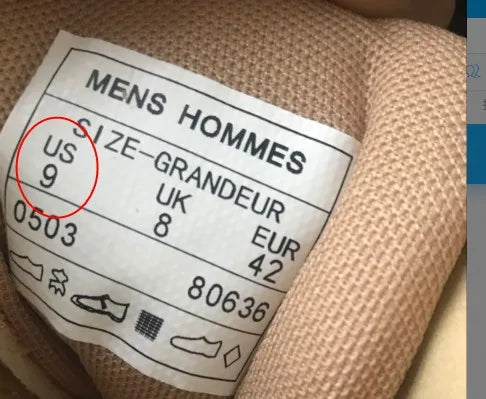 MENS HOMMES
SIZE-GRANDEUR
US UK EUR
9 8 42
0503 80636